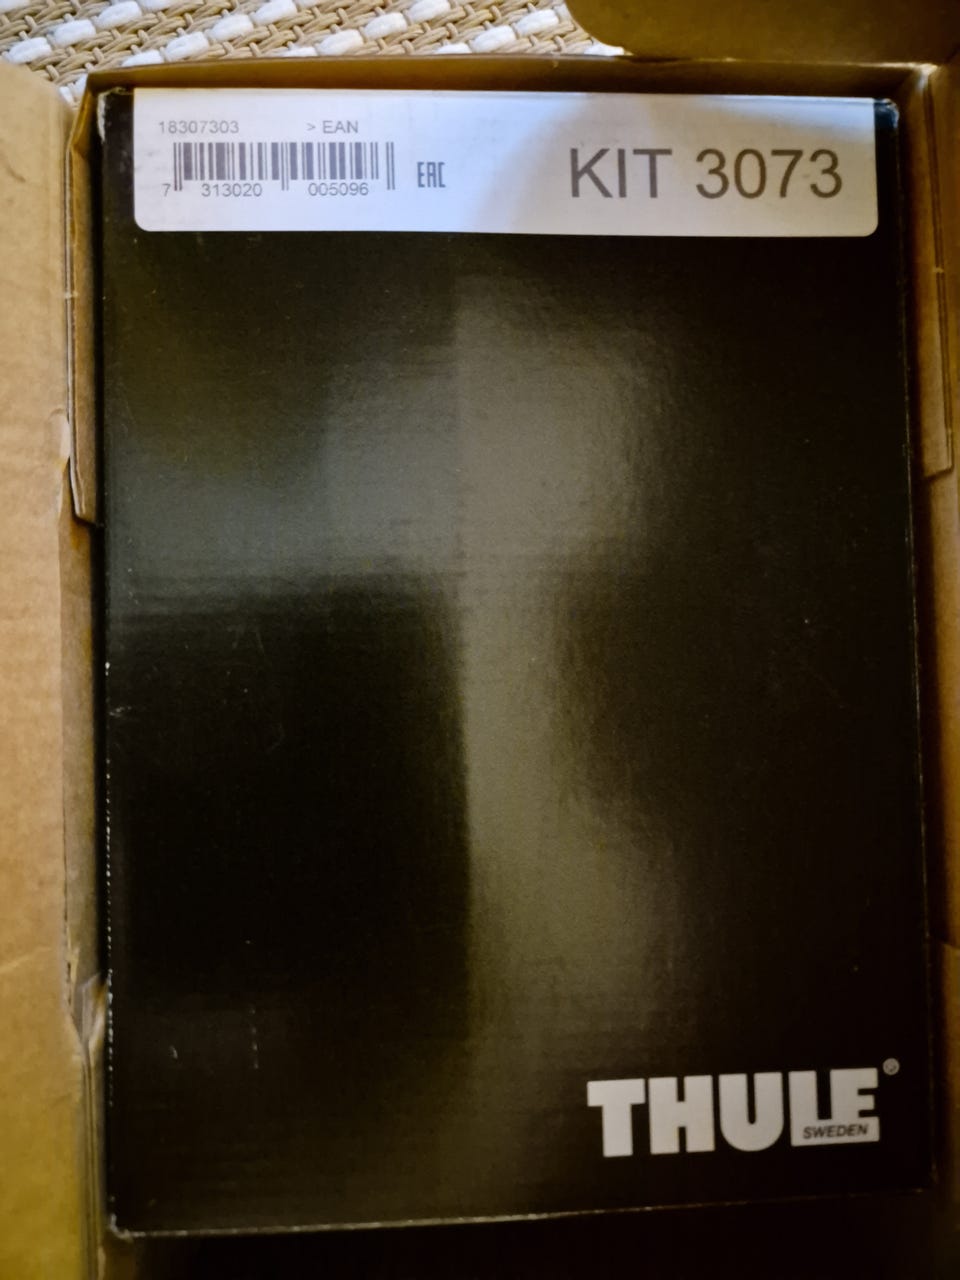 18307303 > EAN
7 313020 005096 EAC KIT 3073
THULE®
SWEDEN